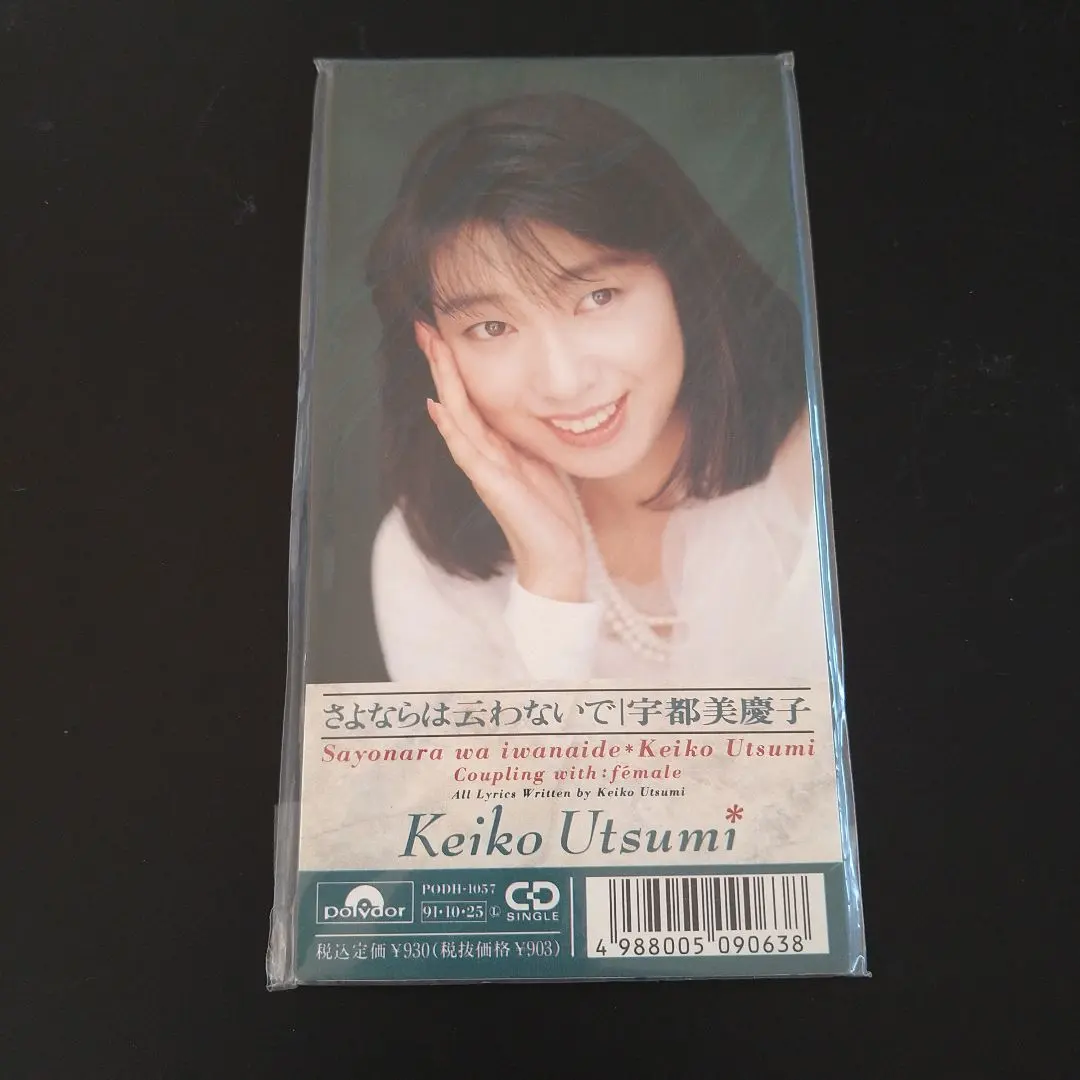 さよならは云わないで|宇都美慶子
Sayonara wa iwanaide*Keiko Utsumi
Coupling with:fémale
All Lyrics Written by Keiko Utsumi
Keiko Utsumi*
polydor
PODH-1057
91·10·25 Ⓛ
CD SINGLE
税込定価¥930(税抜価格¥903)
4 988005 090638